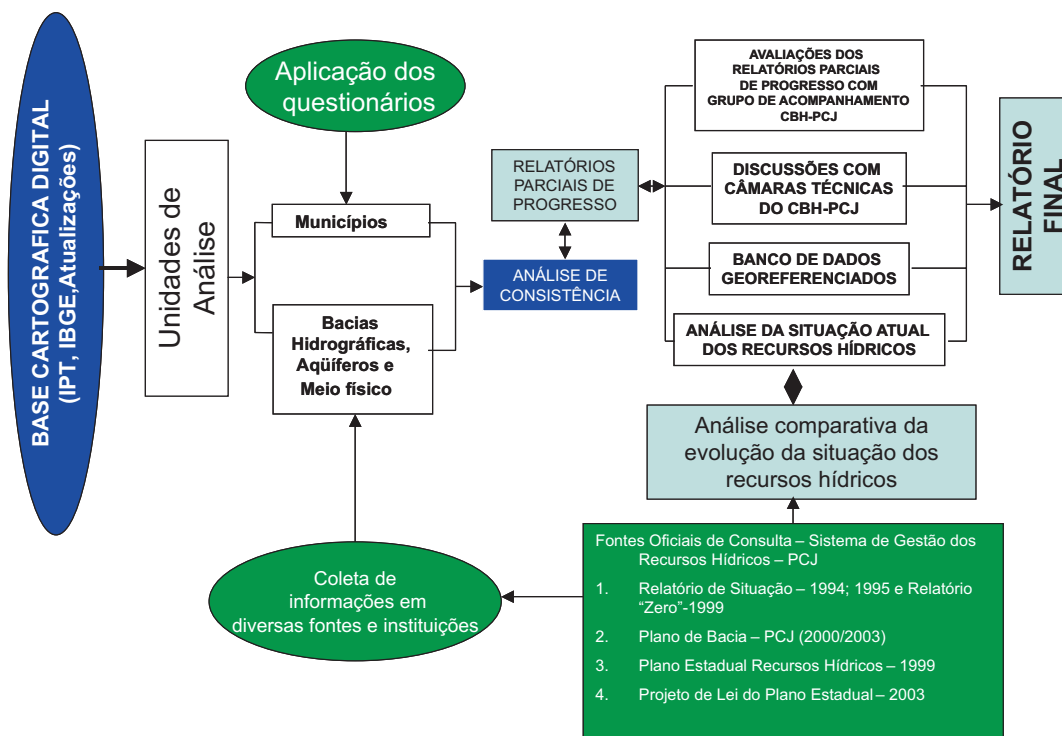 BASE CARTOGRAFICA DIGITAL
(IPT, IBGE,Atualizações)
Unidades de
Análise
Aplicação dos
questionários
Municípios
Bacias
Hidrográficas,
Aqüíferos e
Meio físico
Coleta de
informações em
diversas fontes e instituições
RELATÓRIOS
PARCIAIS DE
PROGRESSO
ANÁLISE DE
CONSISTÊNCIA
AVALIAÇÕES DOS
RELATÓRIOS PARCIAIS
DE PROGRESSO COM
GRUPO DE ACOMPANHAMENTO
CBH-PCJ
DISCUSSÕES COM
CÂMARAS TÉCNICAS
DO CBH-PCJ
BANCO DE DADOS
GEOREFERENCIADOS
ANÁLISE DA SITUAÇÃO ATUAL
DOS RECURSOS HÍDRICOS
RELATÓRIO
FINAL
Análise comparativa da
evolução da situação dos
recursos hídricos
Fontes Oficiais de Consulta – Sistema de Gestão dos
Recursos Hídricos – PCJ
1. Relatório de Situação – 1994; 1995 e Relatório
“Zero”-1999
2. Plano de Bacia – PCJ (2000/2003)
3. Plano Estadual Recursos Hídricos – 1999
4. Projeto de Lei do Plano Estadual – 2003